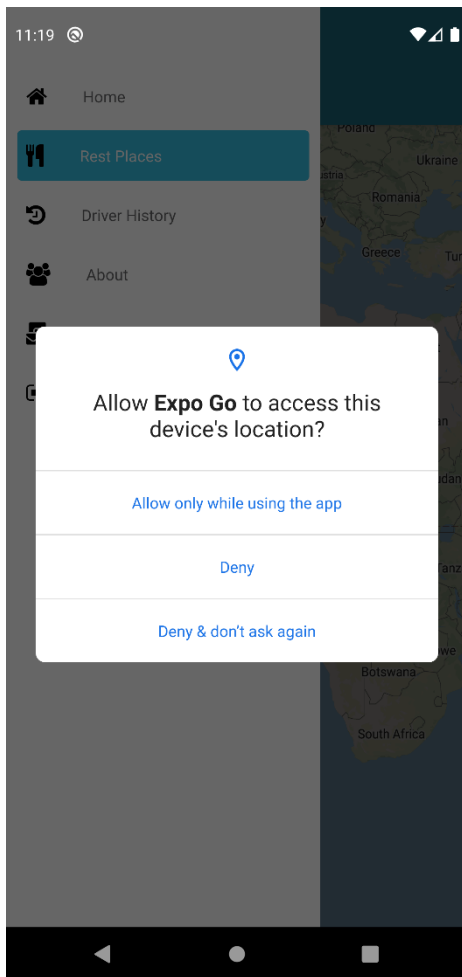 11:19
Home
Poland
Rest Places
Ukraine
Romania
Driver History
Greece
About
Allow Expo Go to access this
device's location?
Allow only while using the app
Deny
Deny & don't ask again
Botswana
South Africa